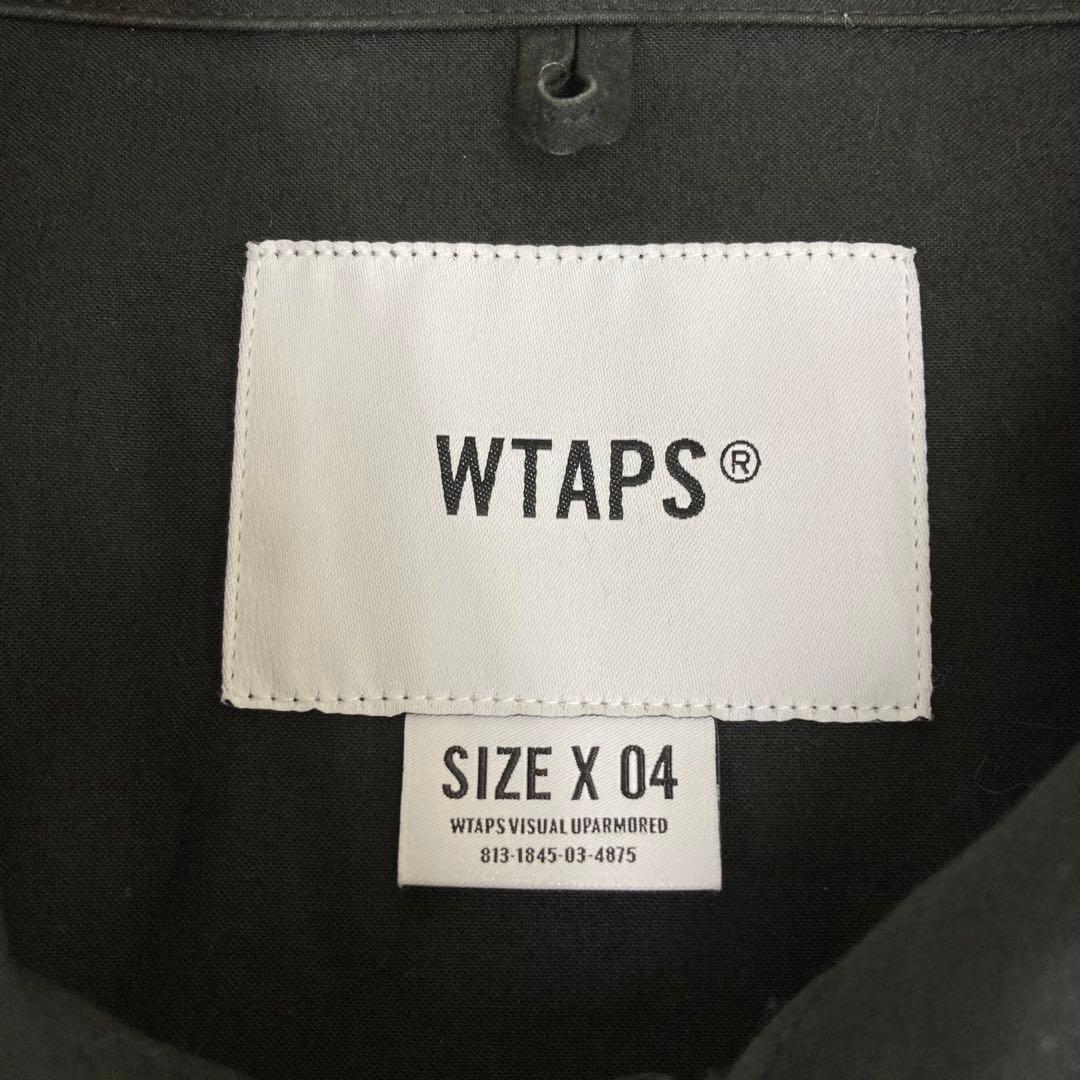 WTAPS®
SIZE X 04
WTAPS VISUAL UPARMORED
813-1845-03-4875